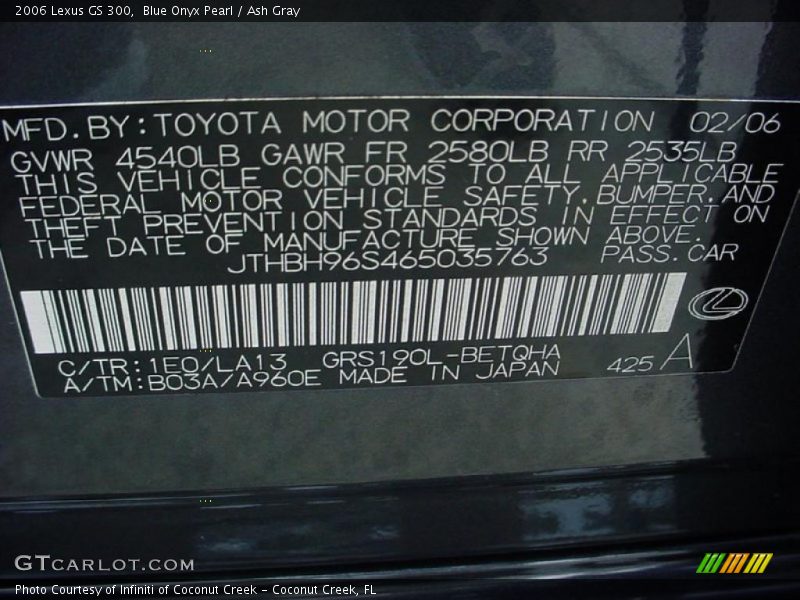 2006 Lexus GS 300,  Blue Onyx Pearl / Ash Gray
MFD.BY:TOYOTA MOTOR CORPORATION 02/06
GVWR 4540LB GAWR FR 2580LB RR 2535LB
THIS VEHICLE CONFORMS TO ALL APPLICABLE
FEDERAL MOTOR VEHICLE SAFETY,BUMPER,AND
THEFT PREVENTION STANDARDS IN EFFECT ON
THE DATE OF MANUFACTURE SHOWN ABOVE.
JTHBH96S465035763 PASS.CAR
C/TR:1E0/LA13 GRS190L-BETQHA
A/TM:B03A/A960E MADE IN JAPAN 425 A
GTCARLOT.COM
Photo Courtesy of Infiniti of Coconut Creek - Coconut Creek, FL